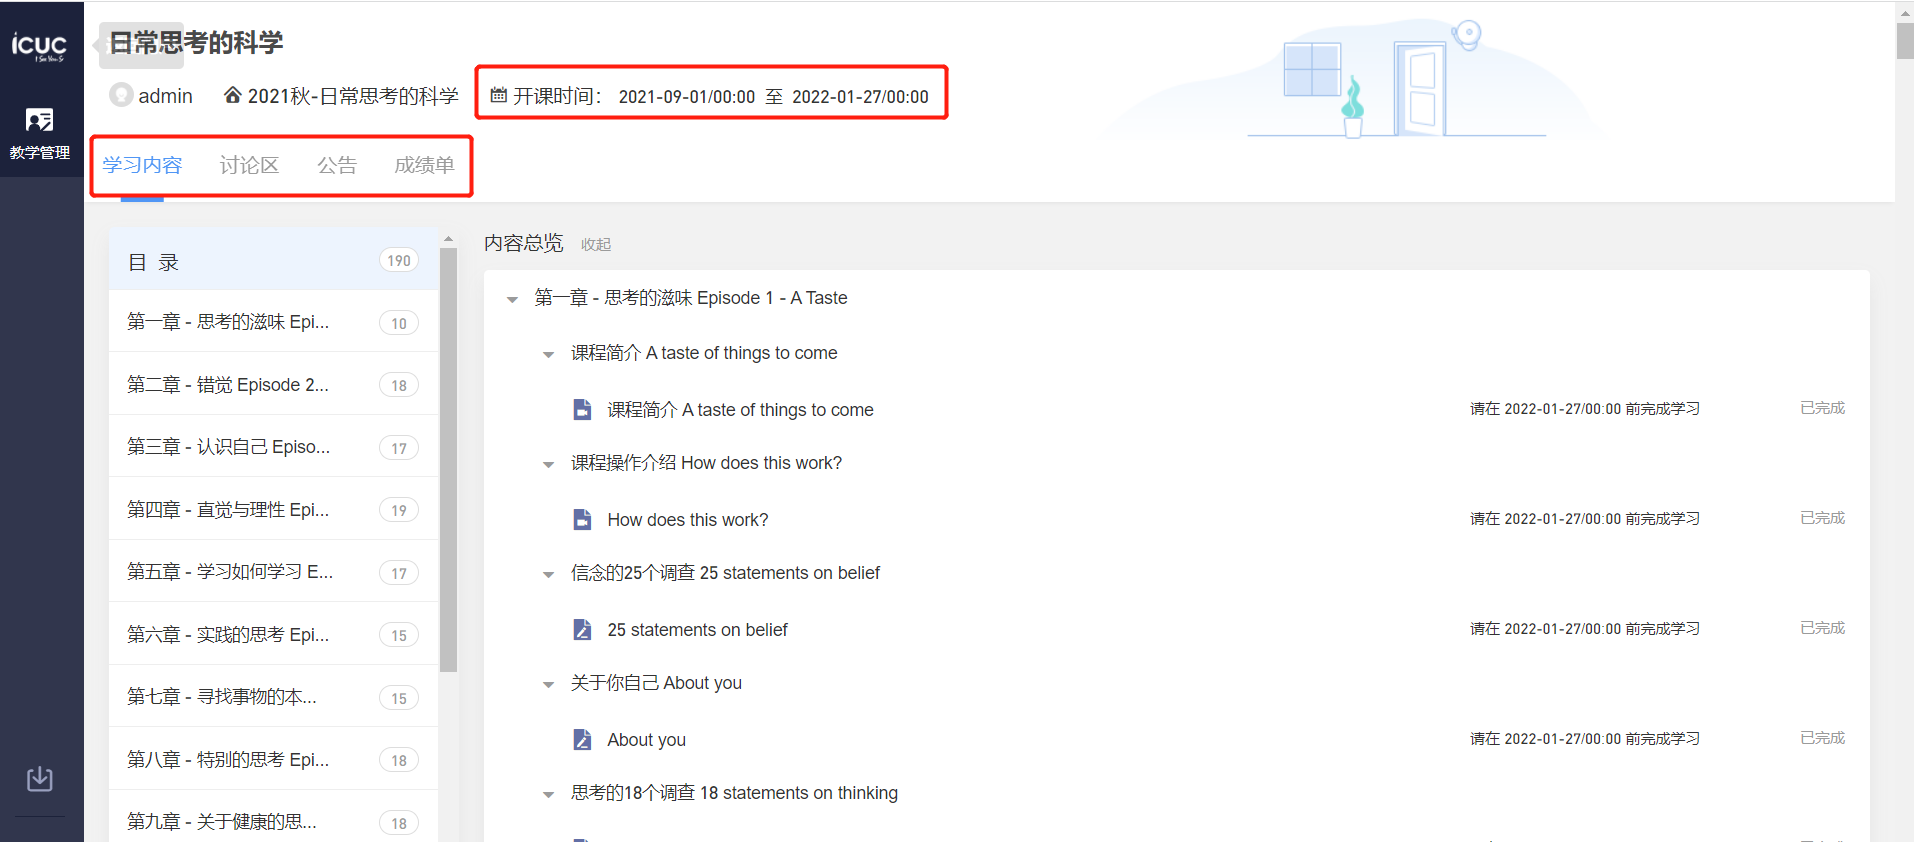 iCUC
I See You Sir
教学管理
日常思考的科学
admin 2021秋-日常思考的科学 开课时间： 2021-09-01/00:00 至 2022-01-27/00:00
学习内容 讨论区 公告 成绩单
目 录 190
第一章 - 思考的滋味 Epi... 10
第二章 - 错觉 Episode 2... 18
第三章 - 认识自己 Episo... 17
第四章 - 直觉与理性 Epi... 19
第五章 - 学习如何学习 E... 17
第六章 - 实践的思考 Epi... 15
第七章 - 寻找事物的本... 15
第八章 - 特别的思考 Epi... 18
第九章 - 关于健康的思... 18
内容总览 收起
第一章 - 思考的滋味 Episode 1 - A Taste
课程简介 A taste of things to come
课程简介 A taste of things to come 请在 2022-01-27/00:00 前完成学习 已完成
课程操作介绍 How does this work?
How does this work? 请在 2022-01-27/00:00 前完成学习 已完成
信念的25个调查 25 statements on belief
25 statements on belief 请在 2022-01-27/00:00 前完成学习 已完成
关于你自己 About you
About you 请在 2022-01-27/00:00 前完成学习 已完成
思考的18个调查 18 statements on thinking